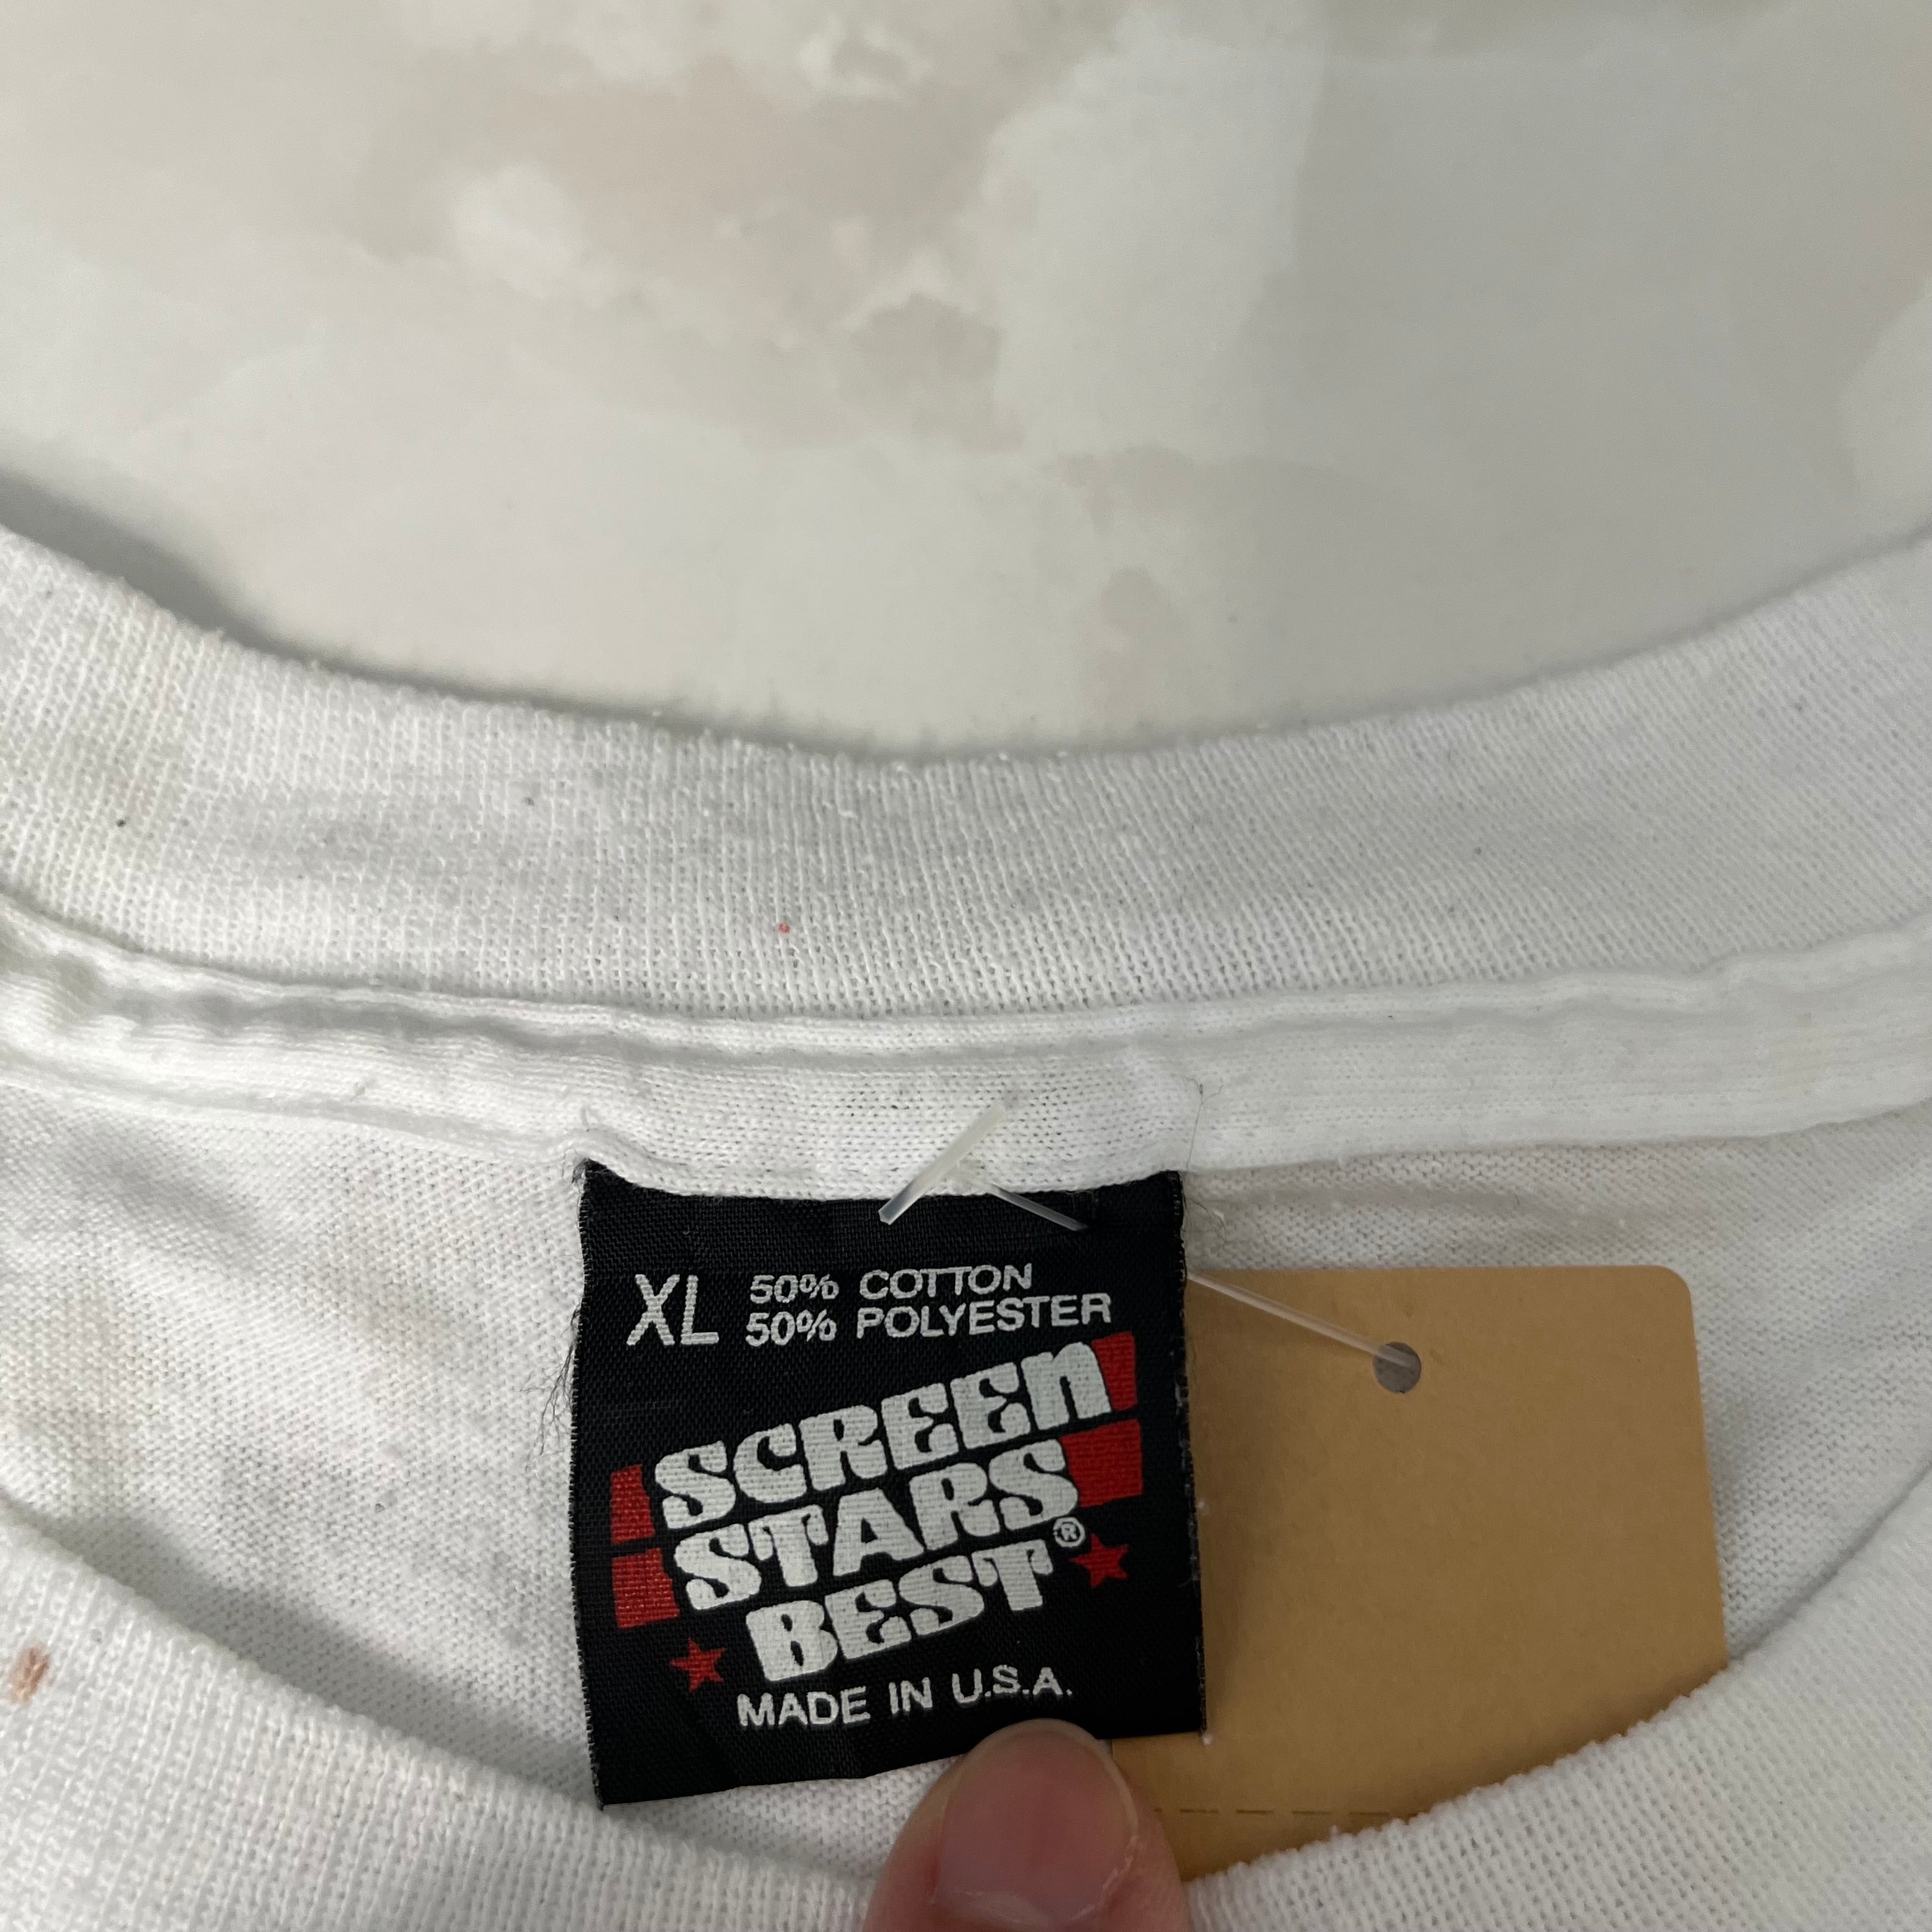 XL 50% COTTON
50% POLYESTER
SCREEN
STARS
BEST®
MADE IN U.S.A.